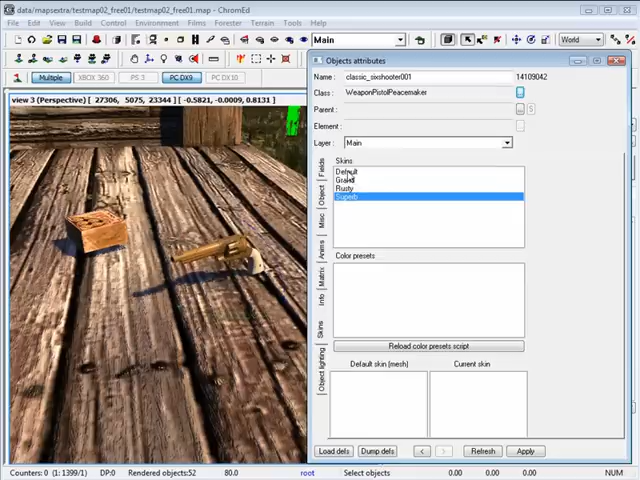 data/mapsextra/testmap02_free01/testmap02_free01.map - ChromEd
File Edit View Build Control Environment Films Forester Terrain Tools Help
Main
World
Multiple XBOX 360 PS 3 PC DX9 PC DX10
view 3 (Perspective) [ 27306, 5075, 23344 ] [ -0.5821, -0.0009, 0.8131 ]
Objects attributes
Name : classic_sixshooter001 14109042
Class : WeaponPistolPeacemaker ...
Parent : ... S
Element :
Layer : Main
Fields
Object
Misc
Anims
Matrix
Info
Skins
Object lighting
Skins
Default
Rusty
Superb
Color presets
Reload color presets script
Default skin (mesh) Current skin
Load defs Dump defs < > Refresh Apply
Counters: 0 (1: 1399/1) DP:0 Rendered objects:52 80.0 root Select objects 0.00 0.00 0.00